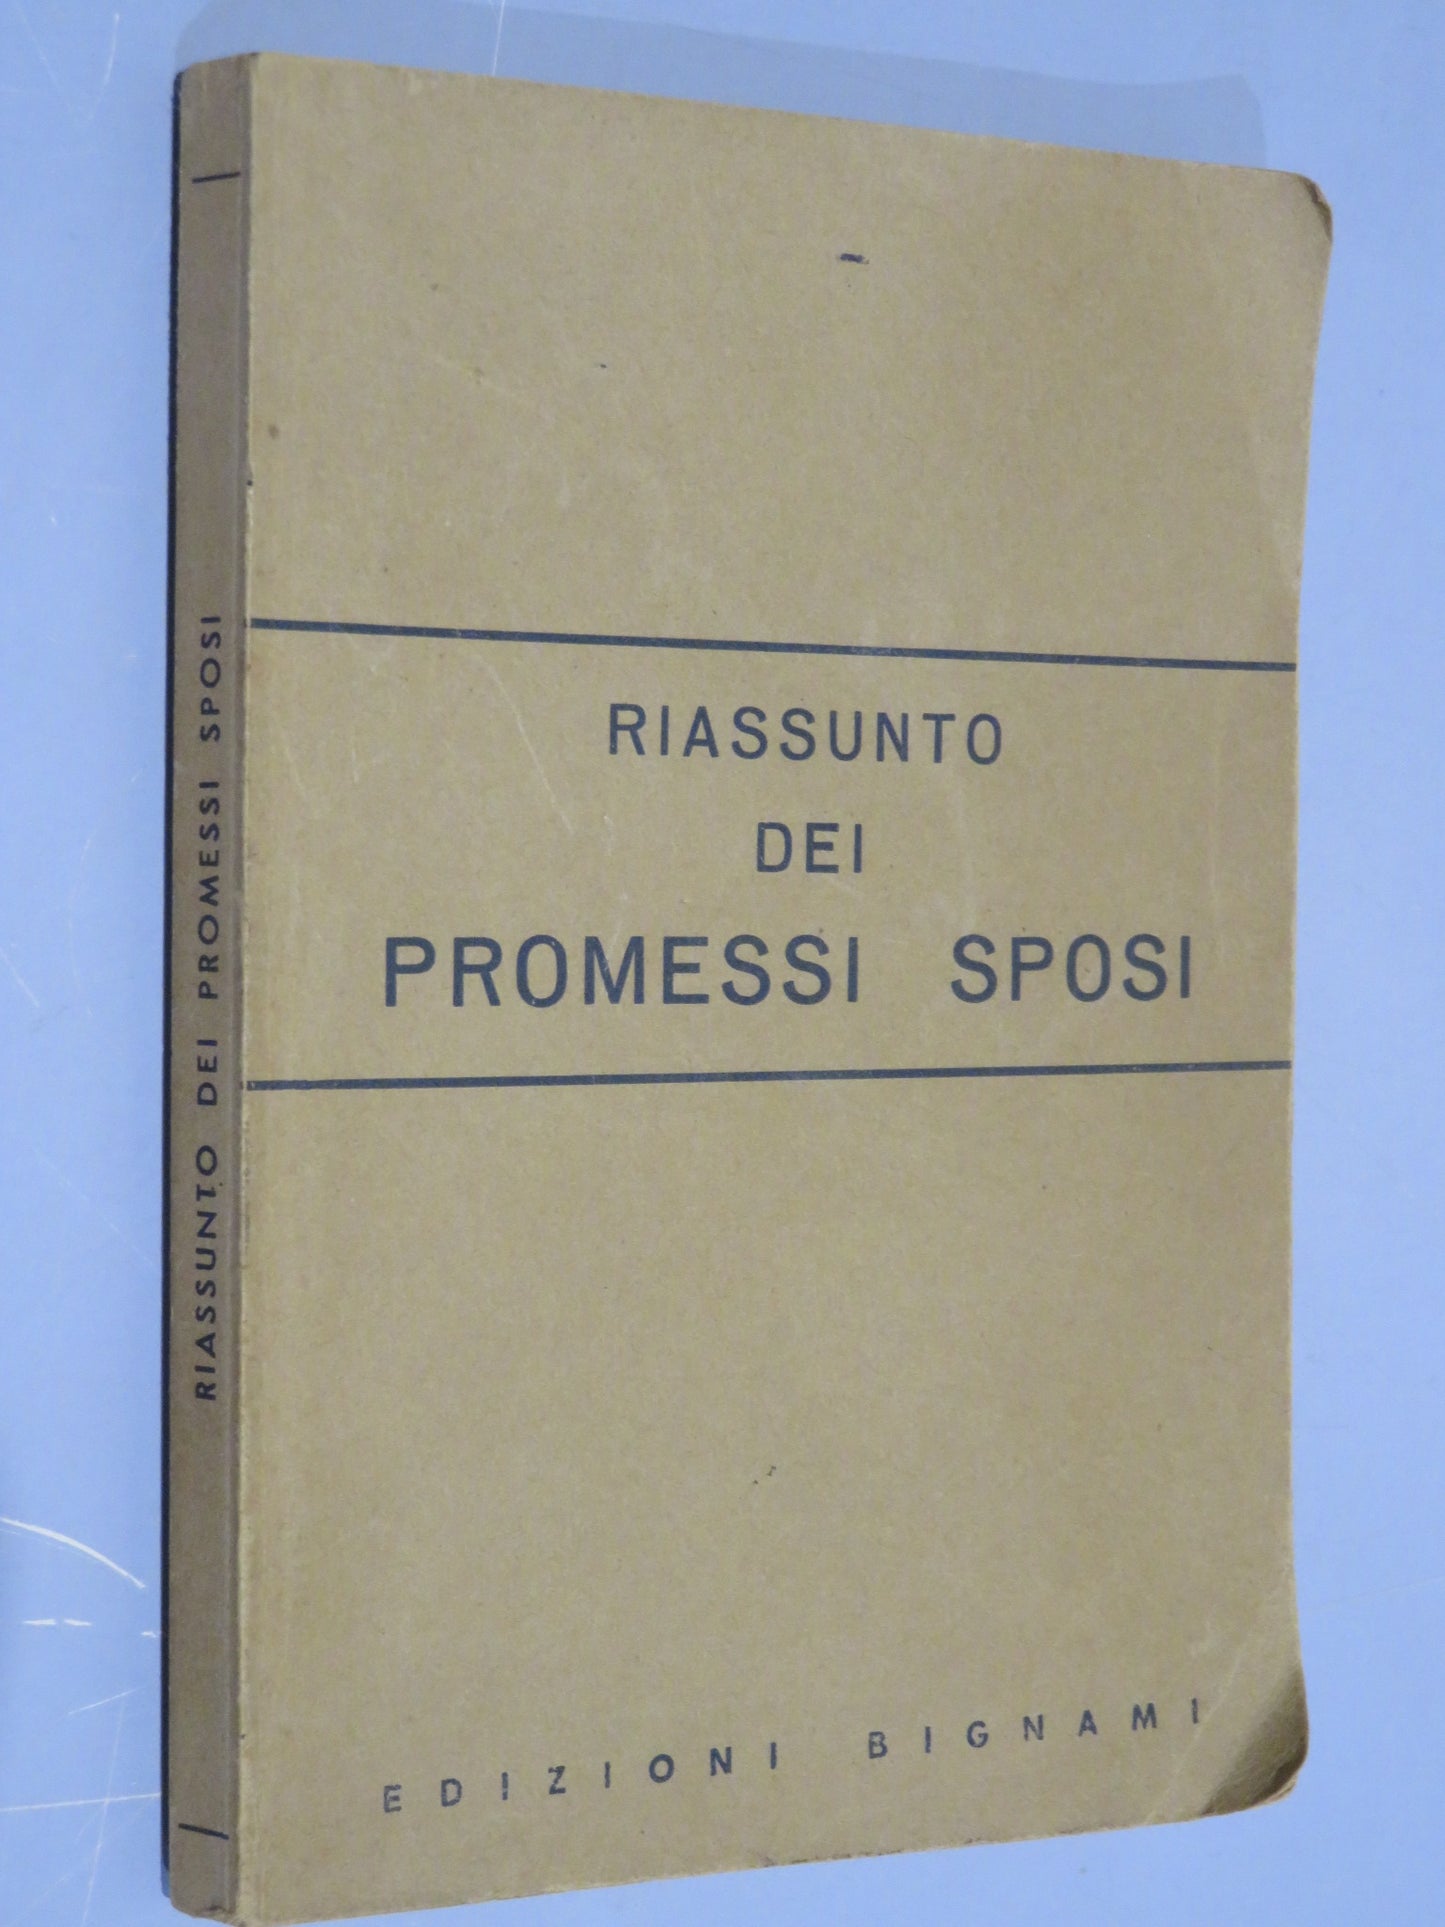 RIASSUNTO DEI PROMESSI SPOSI
RIASSUNTO
DEI
PROMESSI SPOSI
EDIZIONI BIGNAMI